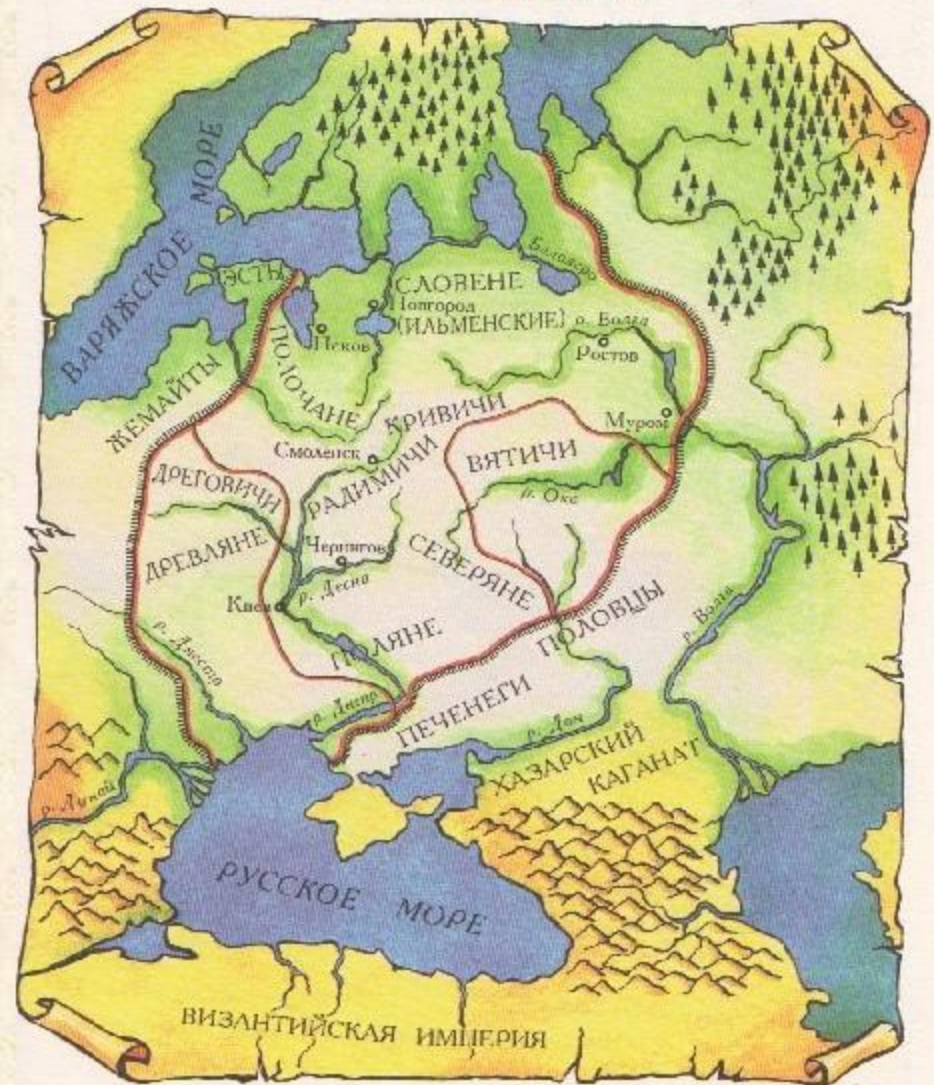 ВАРЯЖСКОЕ МОРЕ
ЭСТЫ
СЛОВЕНЕ
Новгород
(ИЛЬМЕНСКИЕ)
Белоозеро
р. Волга
Псков
Ростов
ПОЛОЧАНЕ
ЖЕМАЙТЫ
КРИВИЧИ
Муром
Смоленск
ВЯТИЧИ
РАДИМИЧИ
ДРЕГОВИЧИ
р. Ока
ДРЕВЛЯНЕ
Чернигов
СЕВЕРЯНЕ
р. Десна
Киев
ПОЛОВЦЫ
р. Волга
ПОЛЯНЕ
р. Днестр
р. Днепр
ПЕЧЕНЕГИ
р. Дон
ХАЗАРСКИЙ
КАГАНАТ
р. Дунай
РУССКОЕ МОРЕ
ВИЗАНТИЙСКАЯ ИМПЕРИЯ